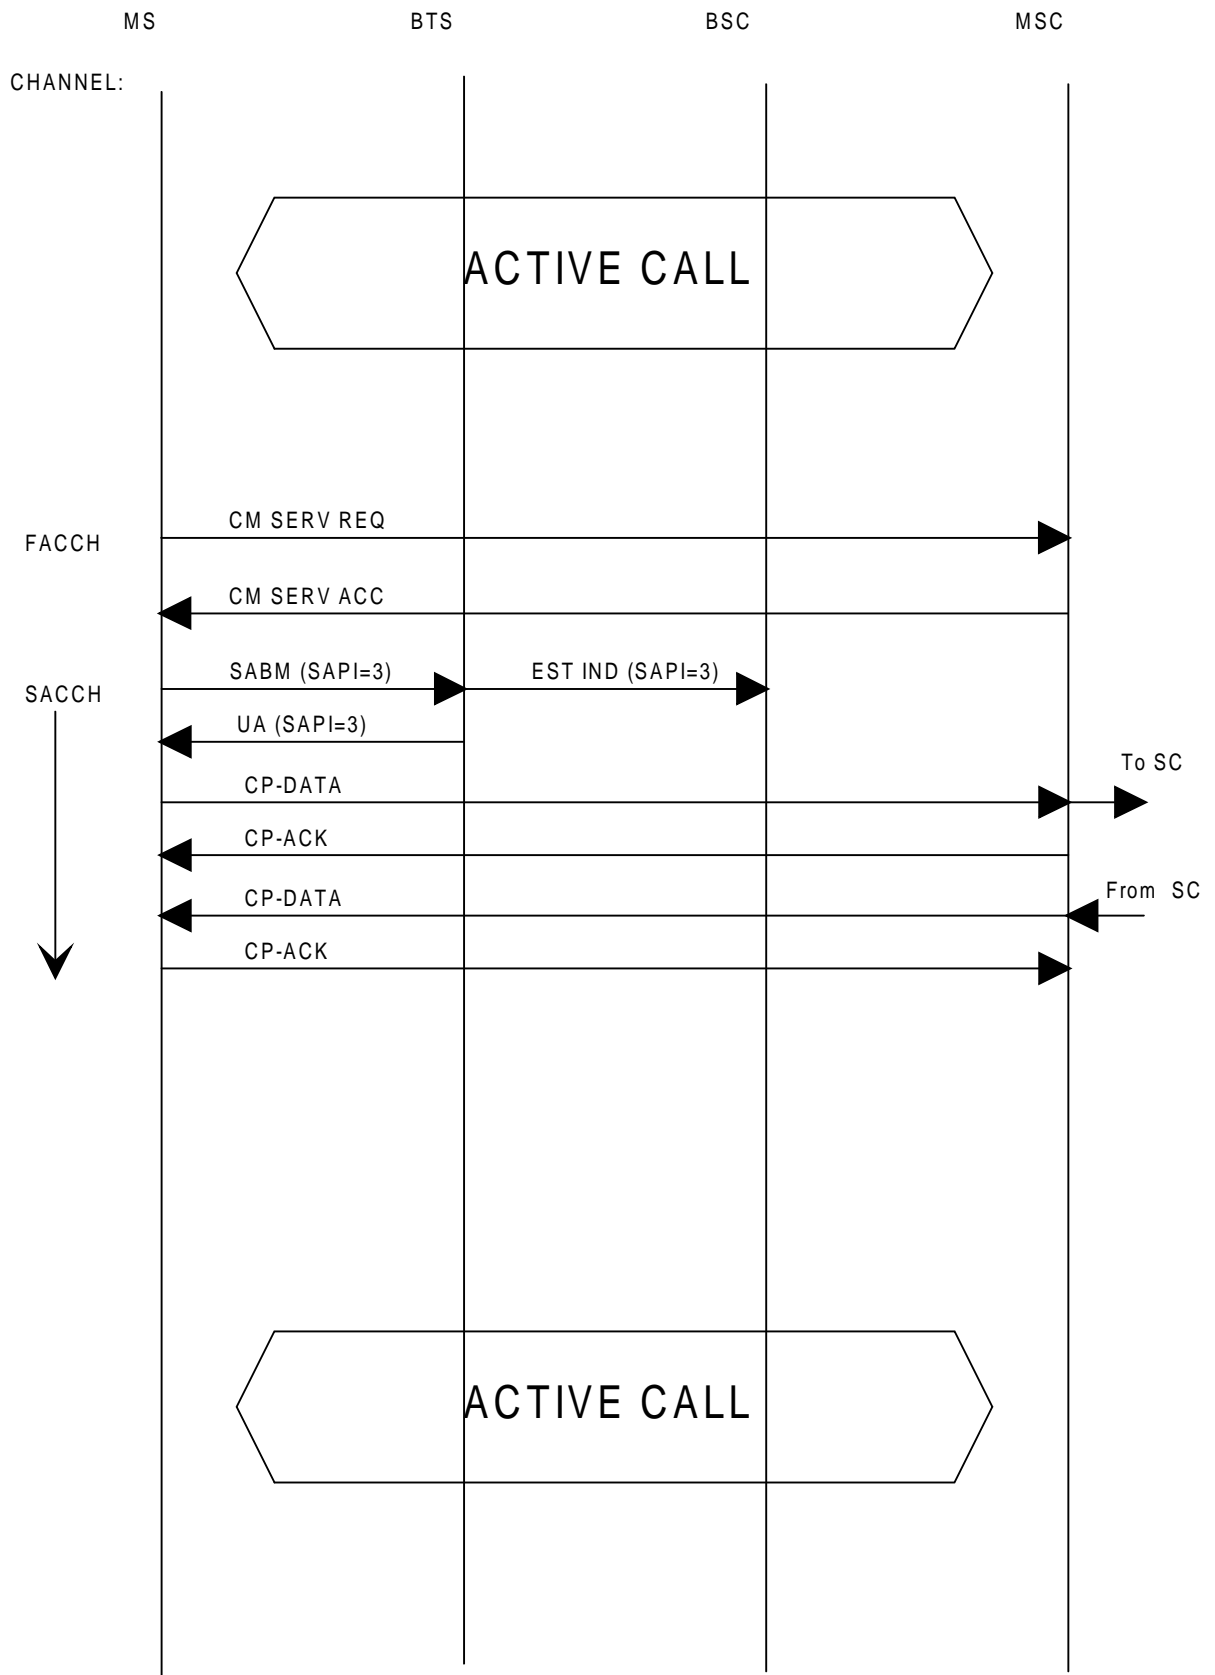 MS BTS BSC MSC
CHANNEL:
ACTIVE CALL
CM SERV REQ
FACCH
CM SERV ACC
SABM (SAPI=3) EST IND (SAPI=3)
SACCH
UA (SAPI=3)
To SC
CP-DATA
CP-ACK
From SC
CP-DATA
CP-ACK
ACTIVE CALL